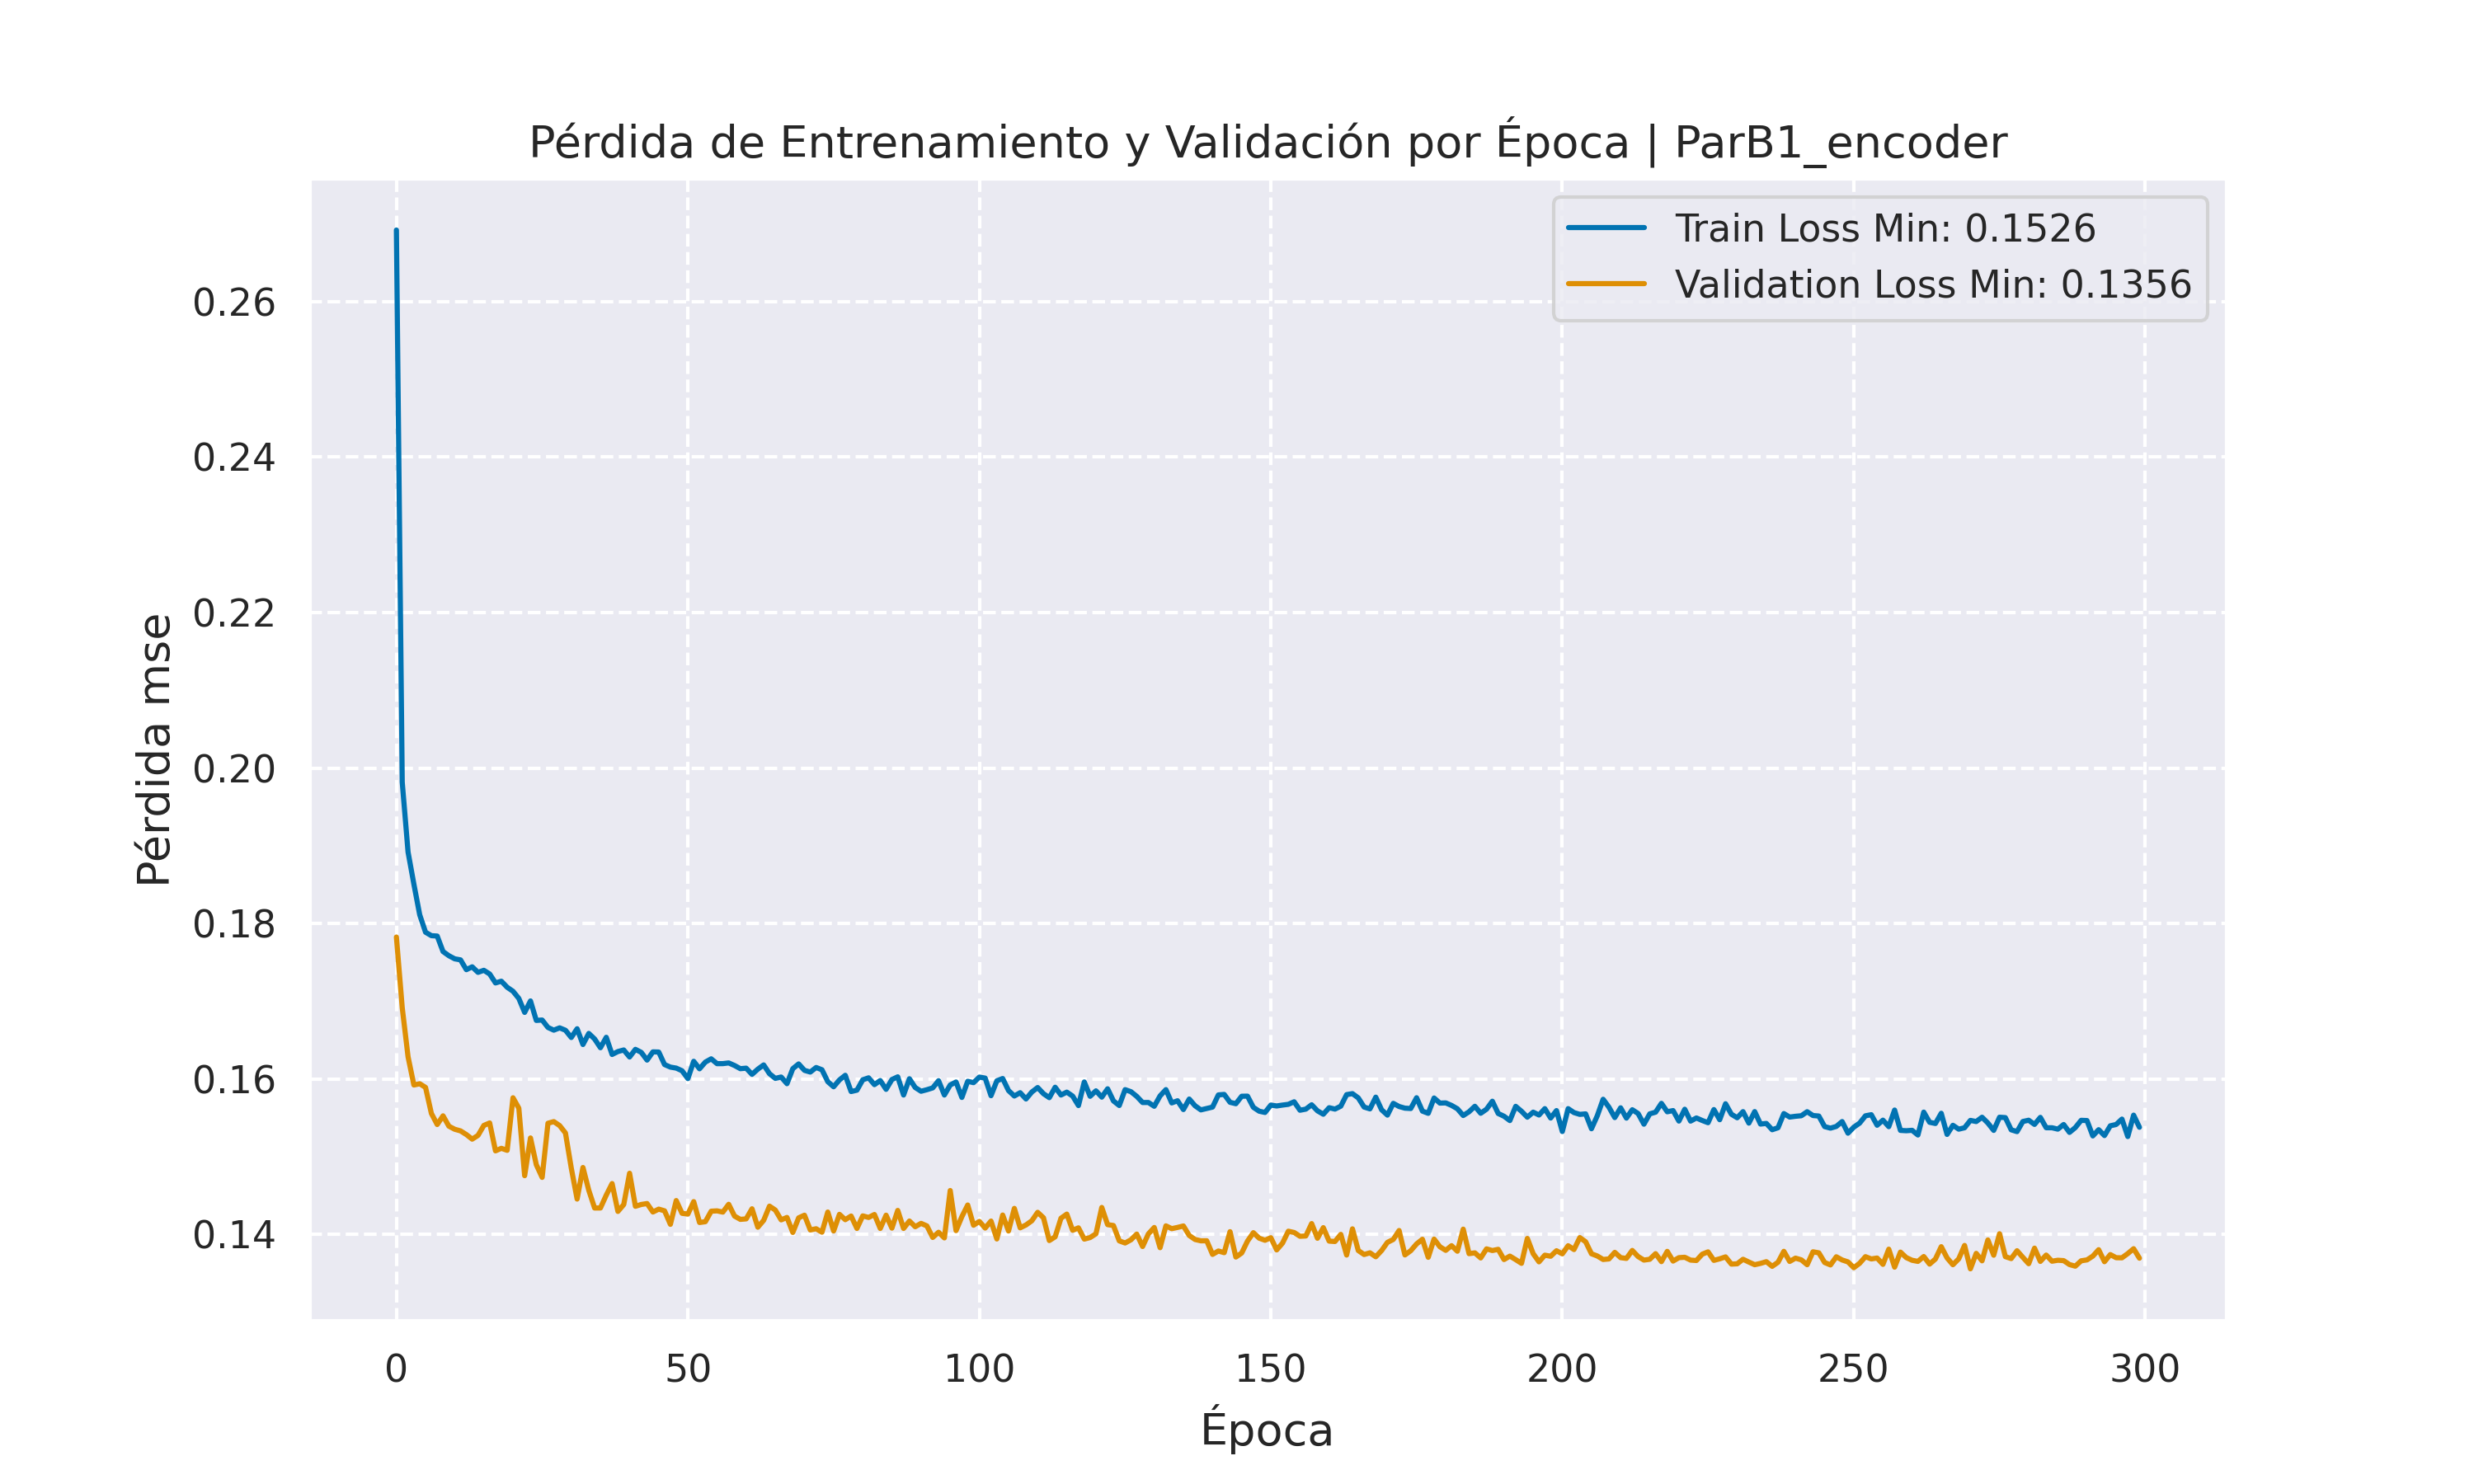 Pérdida de Entrenamiento y Validación por Época | ParB1_encoder
Train Loss Min: 0.1526
Validation Loss Min: 0.1356
Pérdida mse
0.26
0.24
0.22
0.20
0.18
0.16
0.14
0 50 100 150 200 250 300
Época